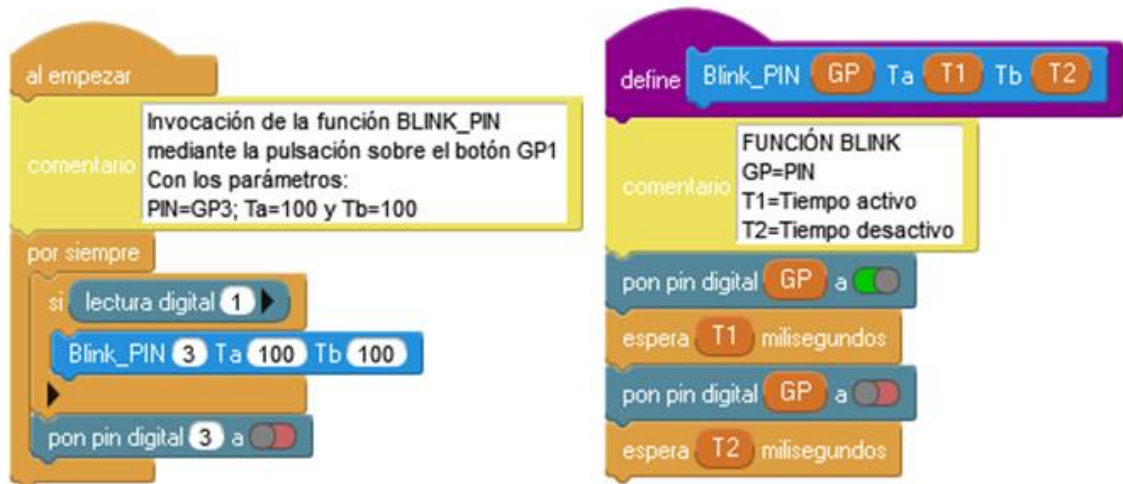 al empezar
comentario
Invocación de la función BLINK_PIN
mediante la pulsación sobre el botón GP1
Con los parámetros:
PIN=GP3; Ta=100 y Tb=100
por siempre
si lectura digital 1
Blink_PIN 3 Ta 100 Tb 100
pon pin digital 3 a
define Blink_PIN GP Ta T1 Tb T2
comentario
FUNCIÓN BLINK
GP=PIN
T1=Tiempo activo
T2=Tiempo desactivo
pon pin digital GP a
espera T1 milisegundos
pon pin digital GP a
espera T2 milisegundos